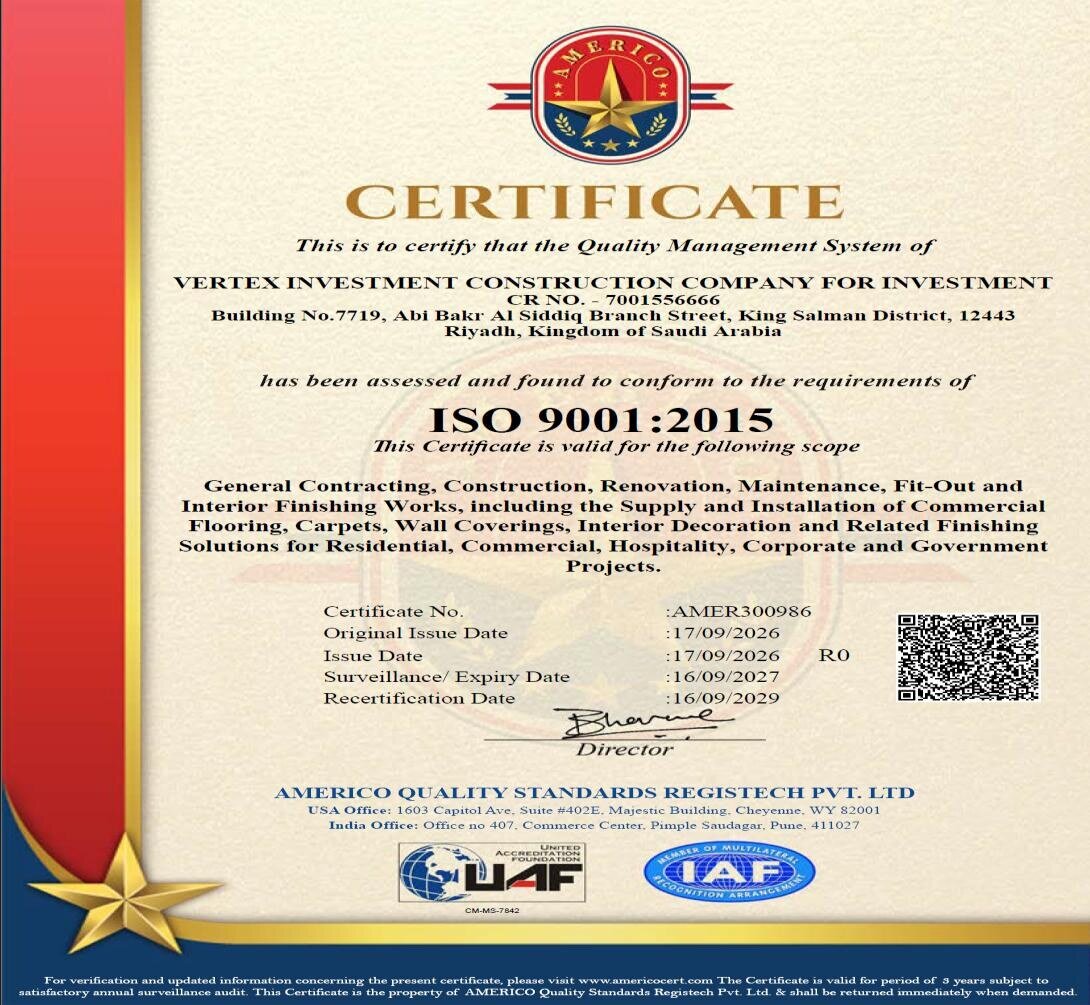 AMERICO
CERTIFICATE
This is to certify that the Quality Management System of
VERTEX INVESTMENT CONSTRUCTION COMPANY FOR INVESTMENT
CR NO. - 7001556666
Building No.7719, Abi Bakr Al Siddiq Branch Street, King Salman District, 12443
Riyadh, Kingdom of Saudi Arabia
has been assessed and found to conform to the requirements of
ISO 9001:2015
This Certificate is valid for the following scope
General Contracting, Construction, Renovation, Maintenance, Fit-Out and
Interior Finishing Works, including the Supply and Installation of Commercial
Flooring, Carpets, Wall Coverings, Interior Decoration and Related Finishing
Solutions for Residential, Commercial, Hospitality, Corporate and Government
Projects.
Certificate No. :AMER300986
Original Issue Date :17/09/2026
Issue Date :17/09/2026 R0
Surveillance/ Expiry Date :16/09/2027
Recertification Date :16/09/2029
Director
AMERICO QUALITY STANDARDS REGISTECH PVT. LTD
USA Office: 1603 Capitol Ave, Suite #402E, Majestic Building, Cheyenne, WY 82001
India Office: Office no 407, Commerce Center, Pimple Saudagar, Pune, 411027
UNITED
ACCREDITATION
FOUNDATION
UAF
CM-MS-7842
MEMBER OF MULTILATERAL
IAF
RECOGNITION ARRANGEMENT
For verification and updated information concerning the present certificate, please visit www.americocert.com The Certificate is valid for period of 3 years subject to
satisfactory annual surveillance audit. This Certificate is the property of AMERICO Quality Standards Registech Pvt. Ltd. & shall be returned immediately when demanded.